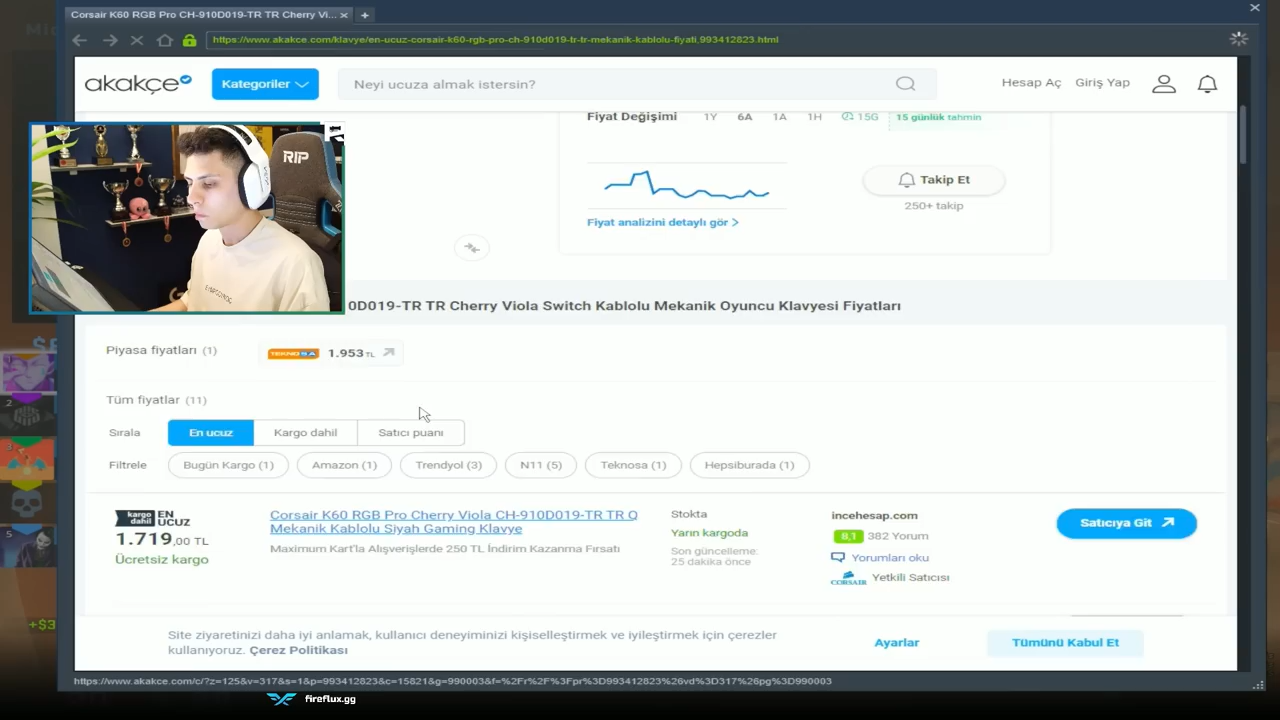 Corsair K60 RGB Pro CH-910D019-TR TR Cherry Vi...
https://www.akakce.com/klavye/en-ucuz-corsair-k60-rgb-pro-ch-910d019-tr-tr-mekanik-kablolu-fiyati,993412823.html
akakçe
Kategoriler
Neyi ucuza almak istersin?
Hesap Aç
Giriş Yap
Fiyat Değişimi
1Y
6A
1A
1H
15G
15 günlük tahmin
RIP
Takip Et
250+ takip
Fiyat analizini detaylı gör >
0D019-TR TR Cherry Viola Switch Kablolu Mekanik Oyuncu Klavyesi Fiyatları
Piyasa fiyatları (1)
TEKNOSA
1.953 TL
Tüm fiyatlar (11)
Sırala
En ucuz
Kargo dahil
Satıcı puanı
Filtrele
Bugün Kargo (1)
Amazon (1)
Trendyol (3)
N11 (5)
Teknosa (1)
Hepsiburada (1)
kargo dahil
EN UCUZ
1.719,00 TL
Ücretsiz kargo
Corsair K60 RGB Pro Cherry Viola CH-910D019-TR TR Q
Mekanik Kablolu Siyah Gaming Klavye
Maximum Kart'la Alışverişlerde 250 TL İndirim Kazanma Fırsatı
Stokta
Yarın kargoda
Son güncelleme:
25 dakika önce
incehesap.com
8,1 382 Yorum
Yorumları oku
CORSAIR Yetkili Satıcısı
Satıcıya Git
Site ziyaretinizi daha iyi anlamak, kullanıcı deneyiminizi kişiselleştirmek ve iyileştirmek için çerezler
kullanıyoruz. Çerez Politikası
Ayarlar
Tümünü Kabul Et
https://www.akakce.com/c/?z=125&v=317&s=1&p=993412823&c=15821&g=990003&f=%2Fr%2F%3Fpr%3D993412823%26vd%3D317%26pg%3D990003
+$3
fireflux.gg